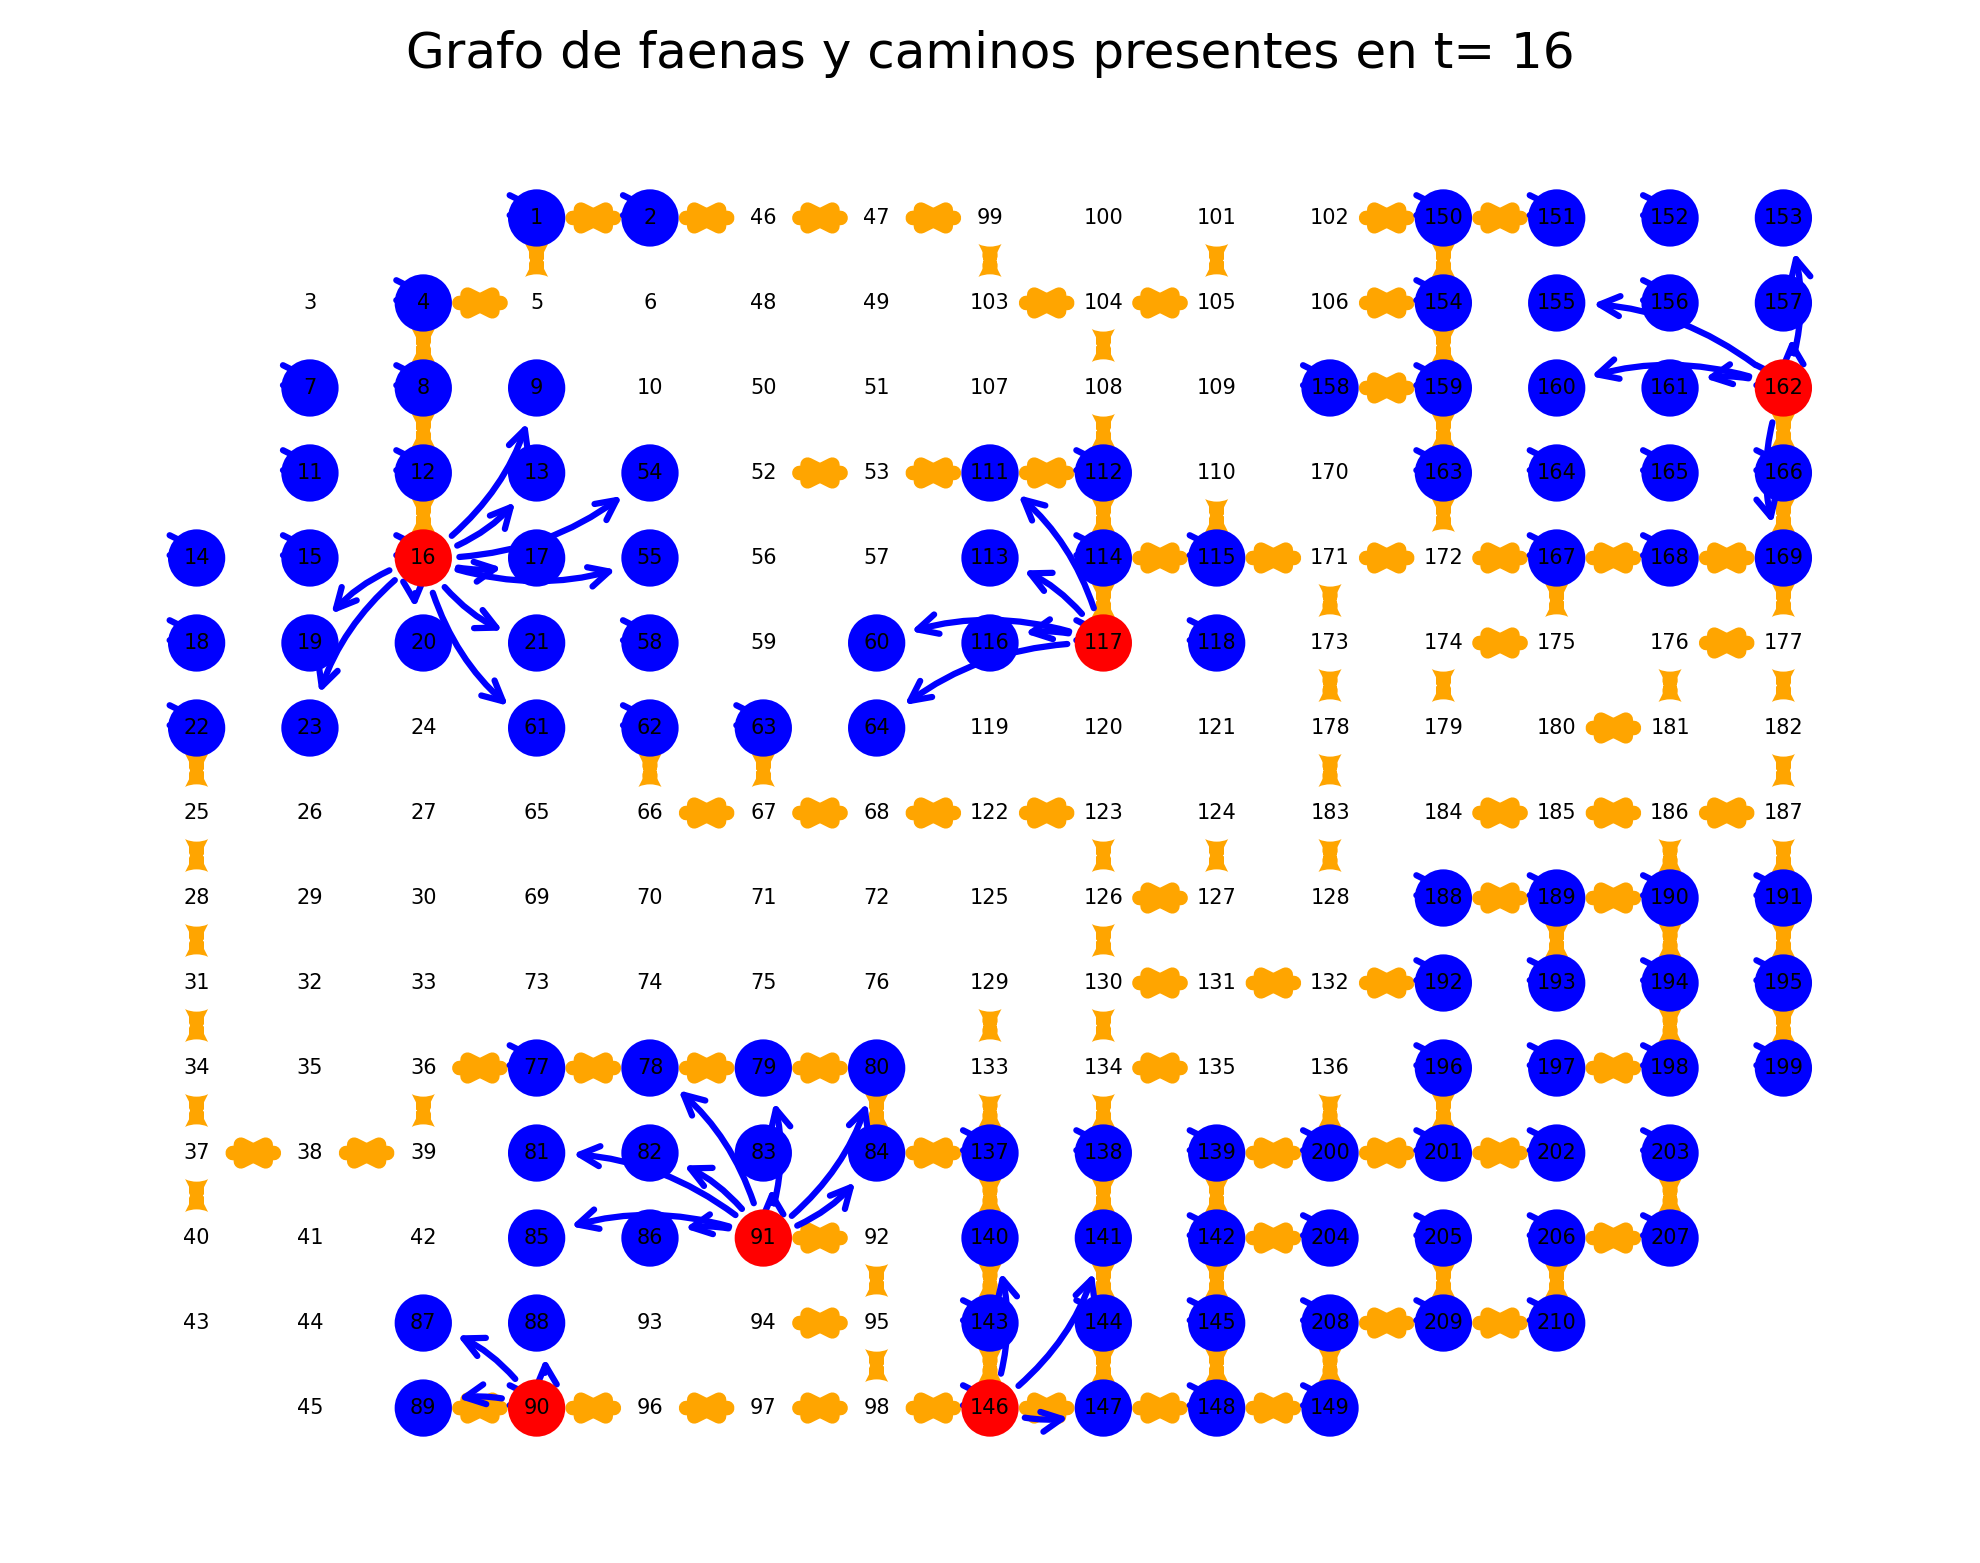 Grafo de faenas y caminos presentes en t= 16
1 2 46 47 99 100 101 102 150 151 152 153
3 4 5 6 48 49 103 104 105 106 154 155 156 157
7 8 9 10 50 51 107 108 109 158 159 160 161 162
11 12 13 54 52 53 111 112 110 170 163 164 165 166
14 15 16 17 55 56 57 113 114 115 171 172 167 168 169
18 19 20 21 58 59 60 116 117 118 173 174 175 176 177
22 23 24 61 62 63 64 119 120 121 178 179 180 181 182
25 26 27 65 66 67 68 122 123 124 183 184 185 186 187
28 29 30 69 70 71 72 125 126 127 128 188 189 190 191
31 32 33 73 74 75 76 129 130 131 132 192 193 194 195
34 35 36 77 78 79 80 133 134 135 136 196 197 198 199
37 38 39 81 82 83 84 137 138 139 200 201 202 203
40 41 42 85 86 91 92 140 141 142 204 205 206 207
43 44 87 88 93 94 95 143 144 145 208 209 210
45 89 90 96 97 98 146 147 148 149